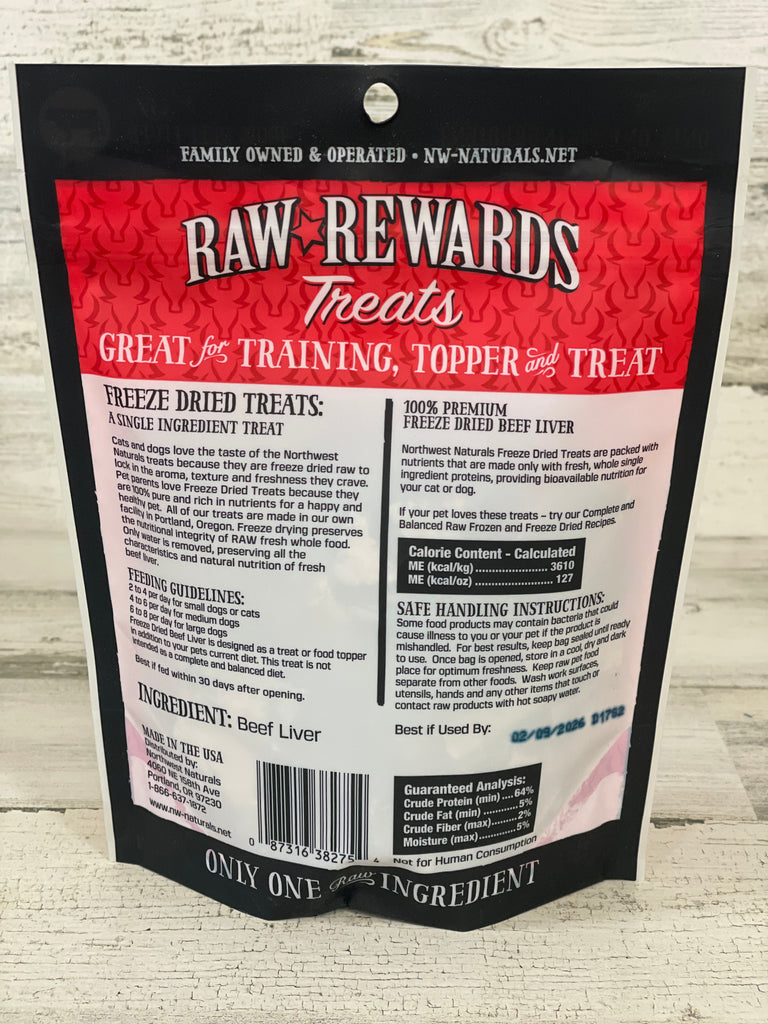 FAMILY OWNED & OPERATED • NW-NATURALS.NET
RAW REWARDS
Treats
GREAT for TRAINING, TOPPER and TREAT
FREEZE DRIED TREATS:
A SINGLE INGREDIENT TREAT
Cats and dogs love the taste of the Northwest
Naturals treats because they are freeze dried raw to
lock in the aroma, texture and freshness they crave.
Pet parents love Freeze Dried Treats because they
are 100% pure and rich in nutrients for a happy and
healthy pet. All of our treats are made in our own
facility in Portland, Oregon. Freeze drying preserves
the nutritional integrity of RAW fresh whole food.
Only water is removed, preserving all the
characteristics and natural nutrition of fresh
beef liver.
FEEDING GUIDELINES:
2 to 4 per day for small dogs or cats
4 to 6 per day for medium dogs
6 to 8 per day for large dogs
Freeze Dried Beef Liver is designed as a treat or food topper
in addition to your pets current diet. This treat is not
intended as a complete and balanced diet.
Best if fed within 30 days after opening.
INGREDIENT: Beef Liver
MADE IN THE USA
Distributed by:
Northwest Naturals
4060 NE 158th Ave
Portland, OR 97230
1-866-637-1872
www.nw-naturals.net
0 87316 38275 4
100% PREMIUM
FREEZE DRIED BEEF LIVER
Northwest Naturals Freeze Dried Treats are packed with
nutrients that are made only with fresh, whole single
ingredient proteins, providing bioavailable nutrition for
your cat or dog.
If your pet loves these treats – try our Complete and
Balanced Raw Frozen and Freeze Dried Recipes.
Calorie Content - Calculated
ME (kcal/kg) ...................... 3610
ME (kcal/oz) ........................ 127
SAFE HANDLING INSTRUCTIONS:
Some food products may contain bacteria that could
cause illness to you or your pet if the product is
mishandled. For best results, keep bag sealed until ready
to use. Once bag is opened, store in a cool, dry and dark
place for optimum freshness. Keep raw pet food
separate from other foods. Wash work surfaces,
utensils, hands and any other items that touch or
contact raw products with hot soapy water.
Best if Used By: 02/09/2026 D1762
Guaranteed Analysis:
Crude Protein (min) .... 64%
Crude Fat (min) ............ 5%
Crude Fiber (max) ........ 2%
Moisture (max) ............ 5%
Not for Human Consumption
ONLY ONE Raw INGREDIENT